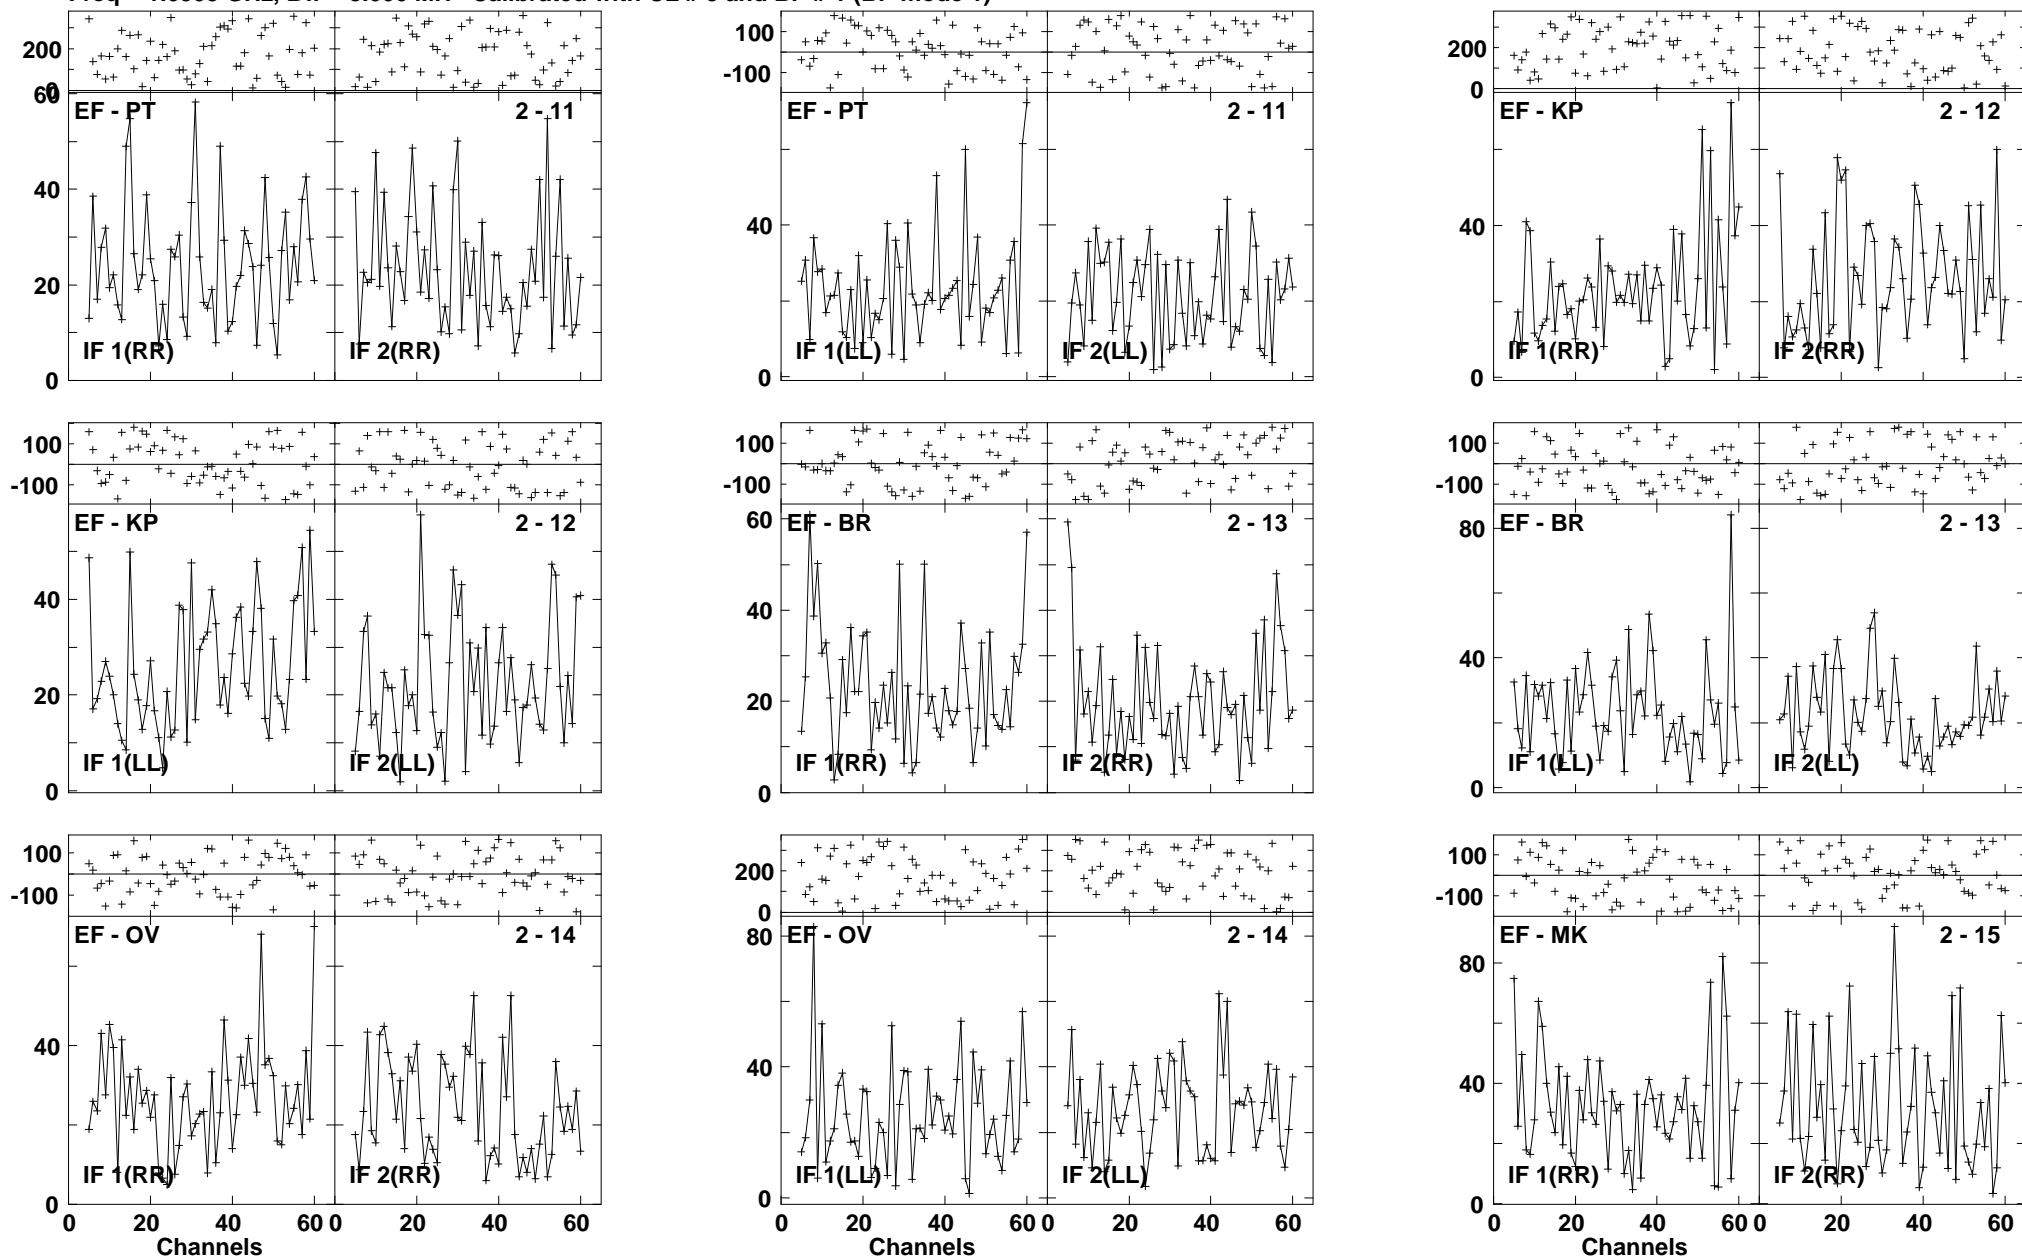 200
0
60
EF - PT
2 - 11
40
20
IF 1(RR)
IF 2(RR)
0
100
-100
EF - PT
2 - 11
40
IF 1(LL)
IF 2(LL)
0
200
0
EF - KP
2 - 12
40
IF 1(RR)
IF 2(RR)
0
100
-100
EF - KP
2 - 12
40
20
IF 1(LL)
IF 2(LL)
0
100
-100
EF - BR
2 - 13
60
40
20
IF 1(RR)
IF 2(RR)
0
100
-100
EF - BR
2 - 13
80
40
IF 1(LL)
IF 2(LL)
0
100
-100
EF - OV
2 - 14
40
IF 1(RR)
IF 2(RR)
0
0 20 40 60 0 20 40 60
Channels
200
0
EF - OV
2 - 14
80
40
IF 1(LL)
IF 2(LL)
0
0 20 40 60 0 20 40 60
Channels
100
-100
EF - MK
2 - 15
80
40
IF 1(RR)
IF 2(RR)
0
0 20 40 60 0 20 40 60
Channels